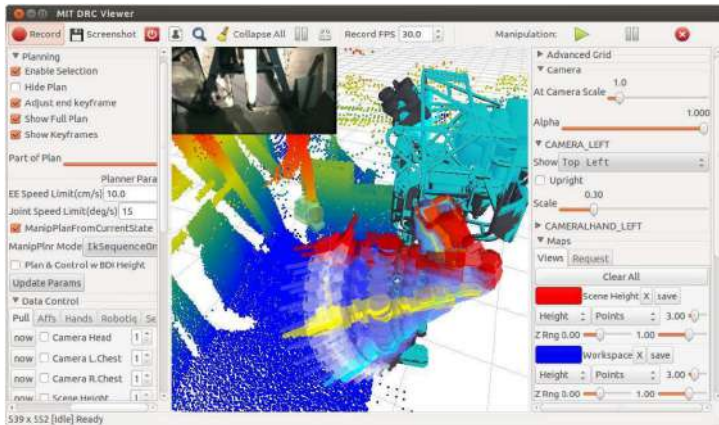 MIT DRC Viewer
Record Screenshot Collapse All Record FPS 30.0 Manipulation:
Planning
Enable Selection
Hide Plan
Adjust end keyframe
Show Full Plan
Show Keyframes
Part of Plan
Planner Para
EE Speed Limit(cm/s) 10.0
Joint Speed Limit(deg/s) 15
ManipPlanFromCurrentState
ManipPlnr Mode IkSequenceOn
Plan & Control w BDI Height
Update Params
Data Control
Pull Affs Hands Robotiq Se
now Camera Head 1
now Camera L.Chest 1
now Camera R.Chest 1
now Scene Height 1
539 x 552 [Idle] Ready
Advanced Grid
Camera
1.0
At Camera Scale
1.000
Alpha
CAMERA_LEFT
Show Top Left
Upright
0.30
Scale
CAMERALHAND_LEFT
Maps
Views Request
Clear All
Scene Height X save
Height Points 3.00
Z Rng 0.00 1.00
Workspace X save
Height Points 3.00
Z Rng 0.00 1.00